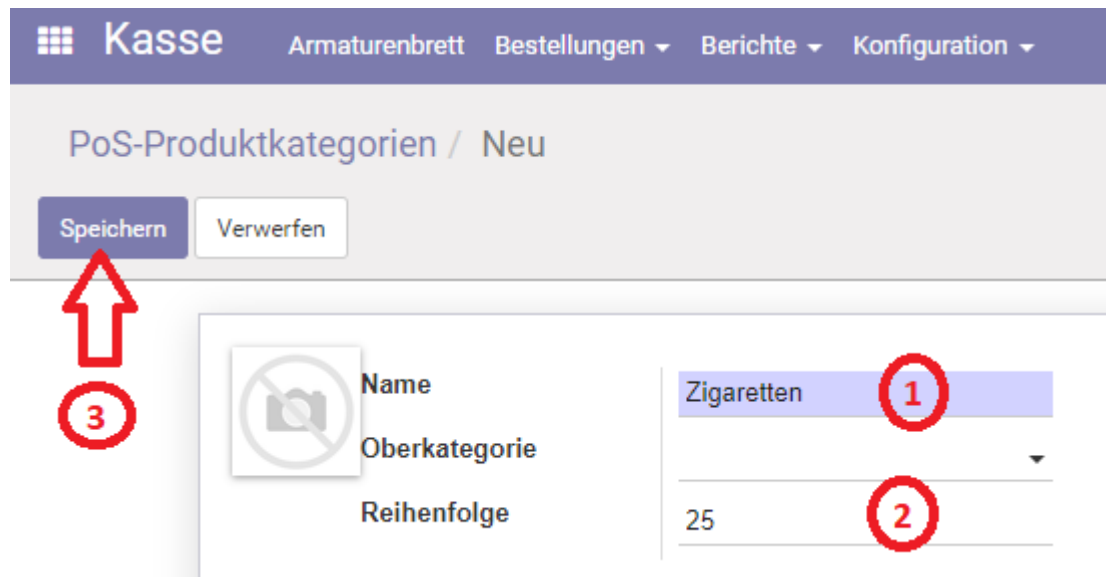 Kasse Armaturenbrett Bestellungen Berichte Konfiguration
PoS-Produktkategorien / Neu
Speichern Verwerfen
3
Name Zigaretten 1
Oberkategorie
Reihenfolge 25 2